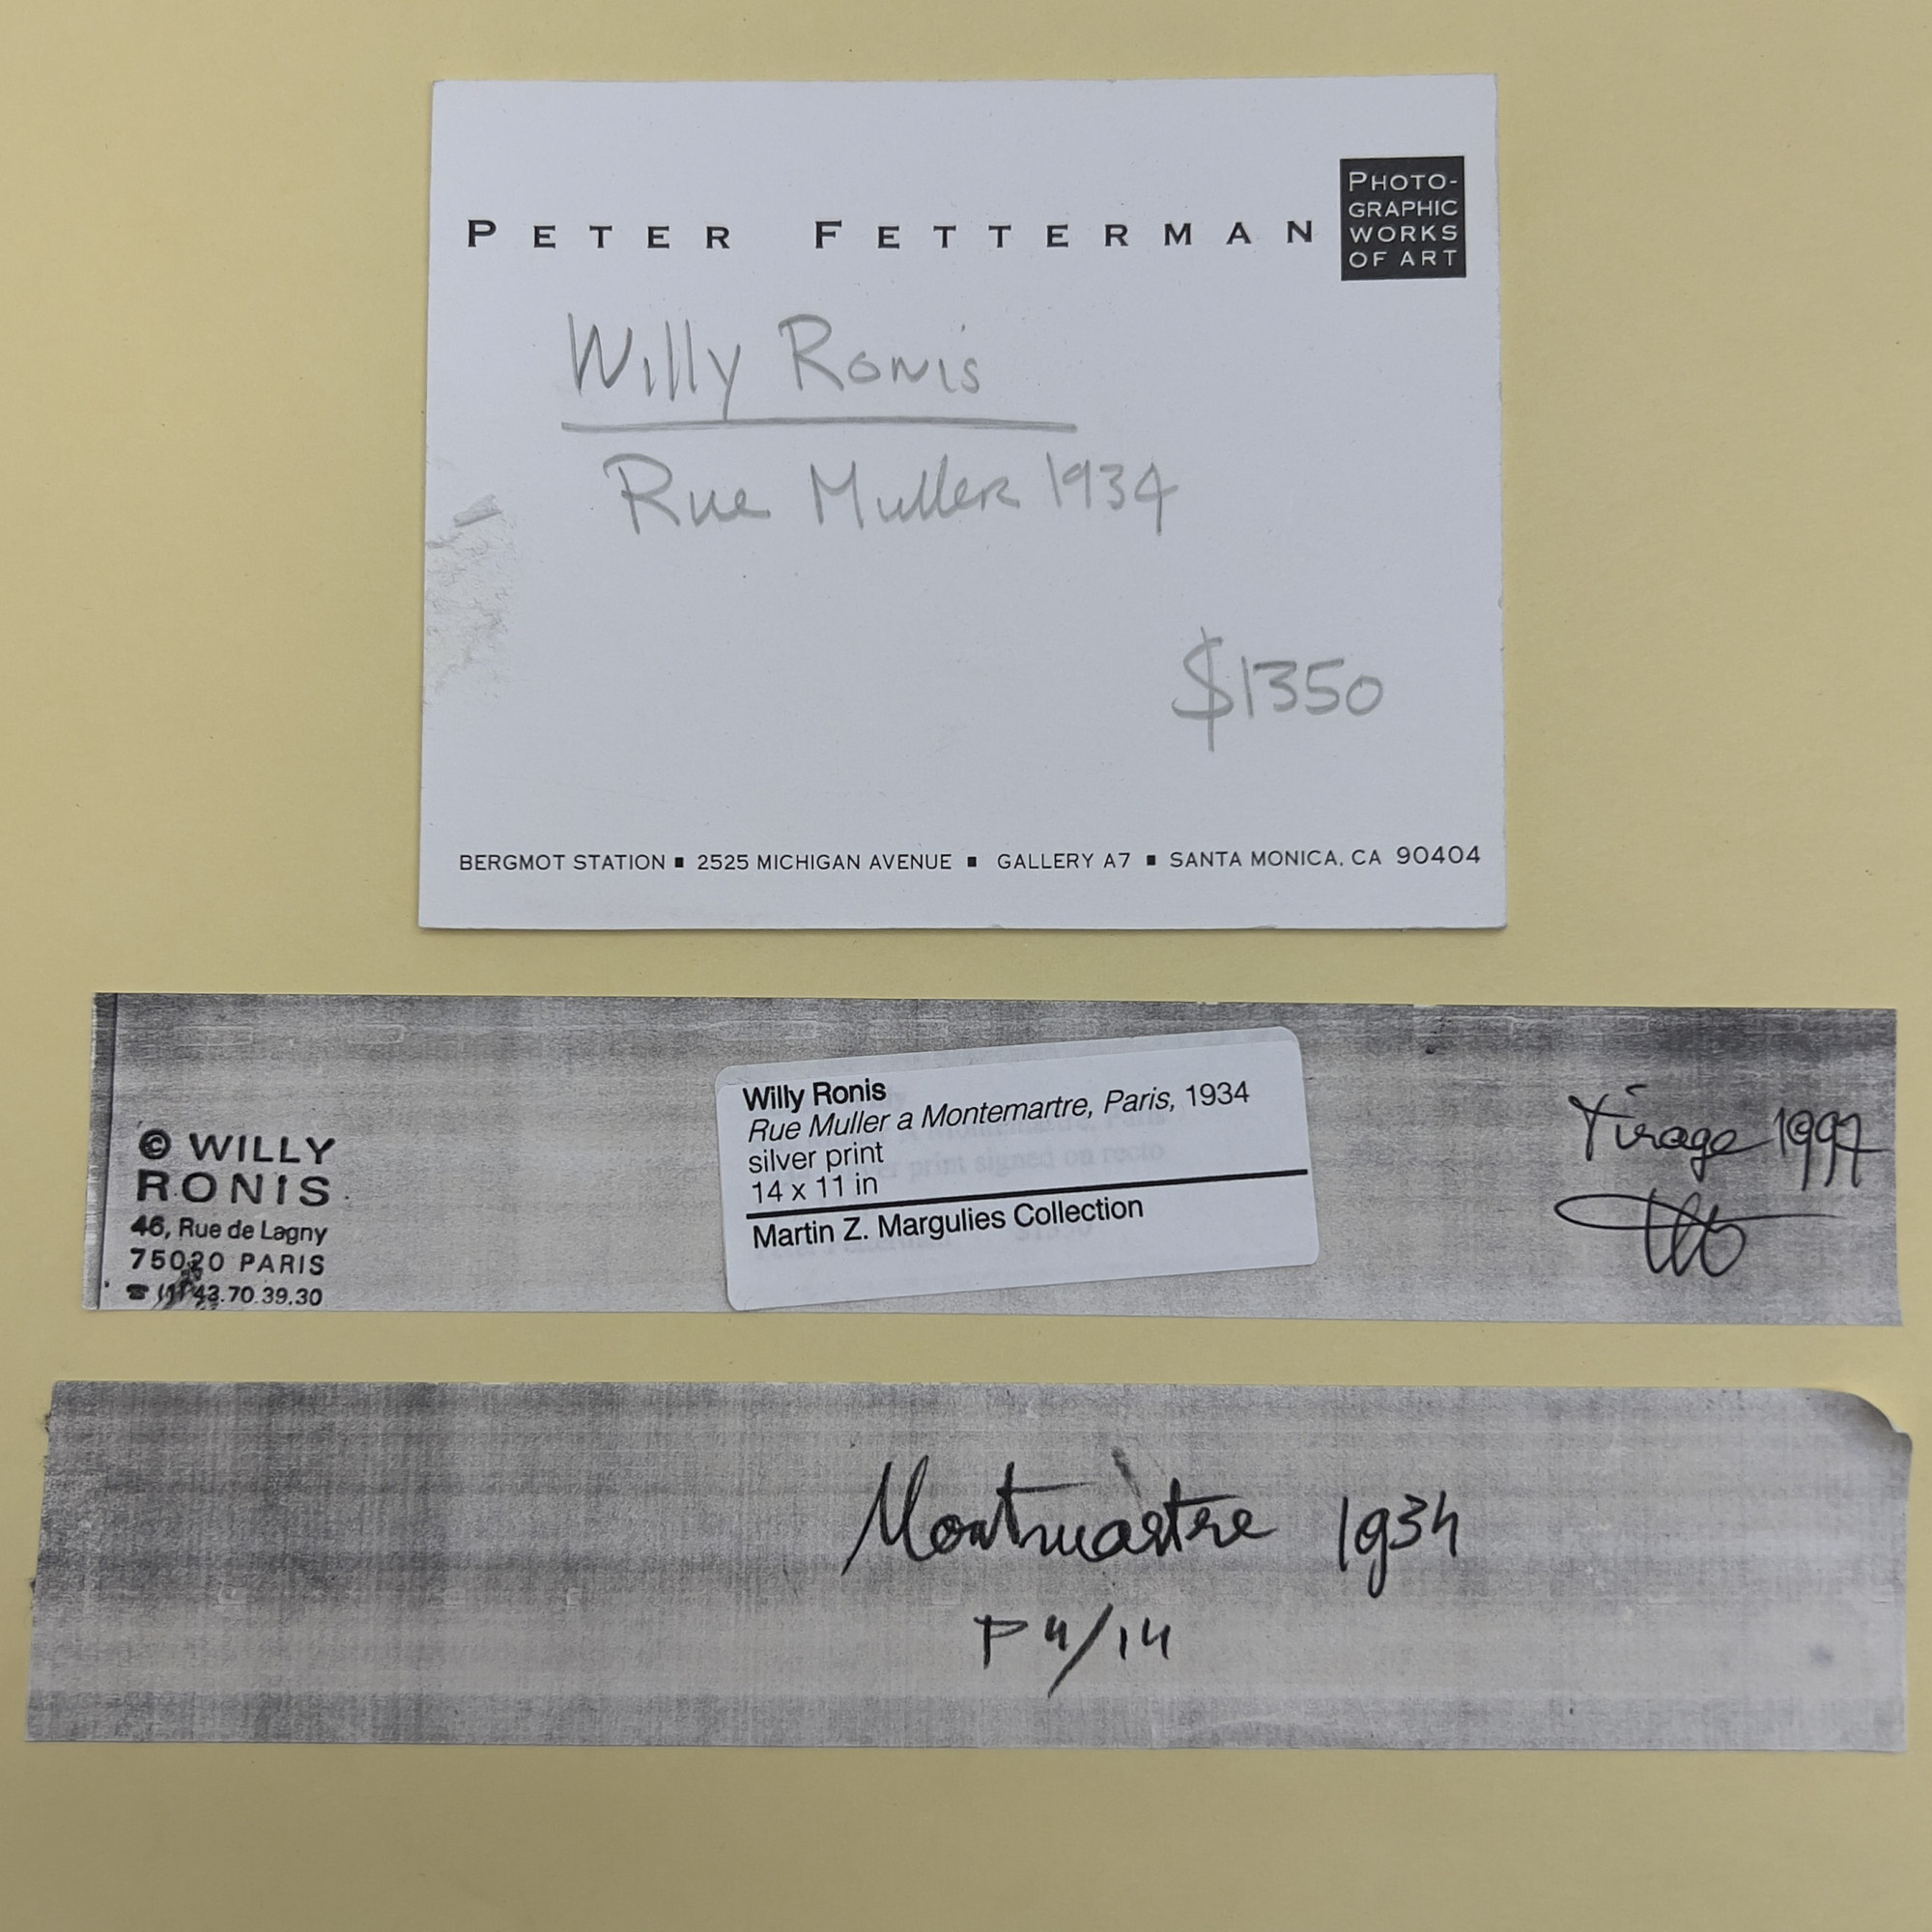 PETER FETTERMAN
PHOTO-
GRAPHIC
WORKS
OF ART
Willy Ronis
Rue Muller 1934
$1350
BERGMOT STATION ▪ 2525 MICHIGAN AVENUE ▪ GALLERY A7 ▪ SANTA MONICA, CA 90404
© WILLY
RONIS
46, Rue de Lagny
75020 PARIS
☎ (1) 43.70.39.30
Willy Ronis
Rue Muller a Montemartre, Paris, 1934
silver print
14 x 11 in
Martin Z. Margulies Collection
Tirage 1997
Montmartre 1934
P 4/14